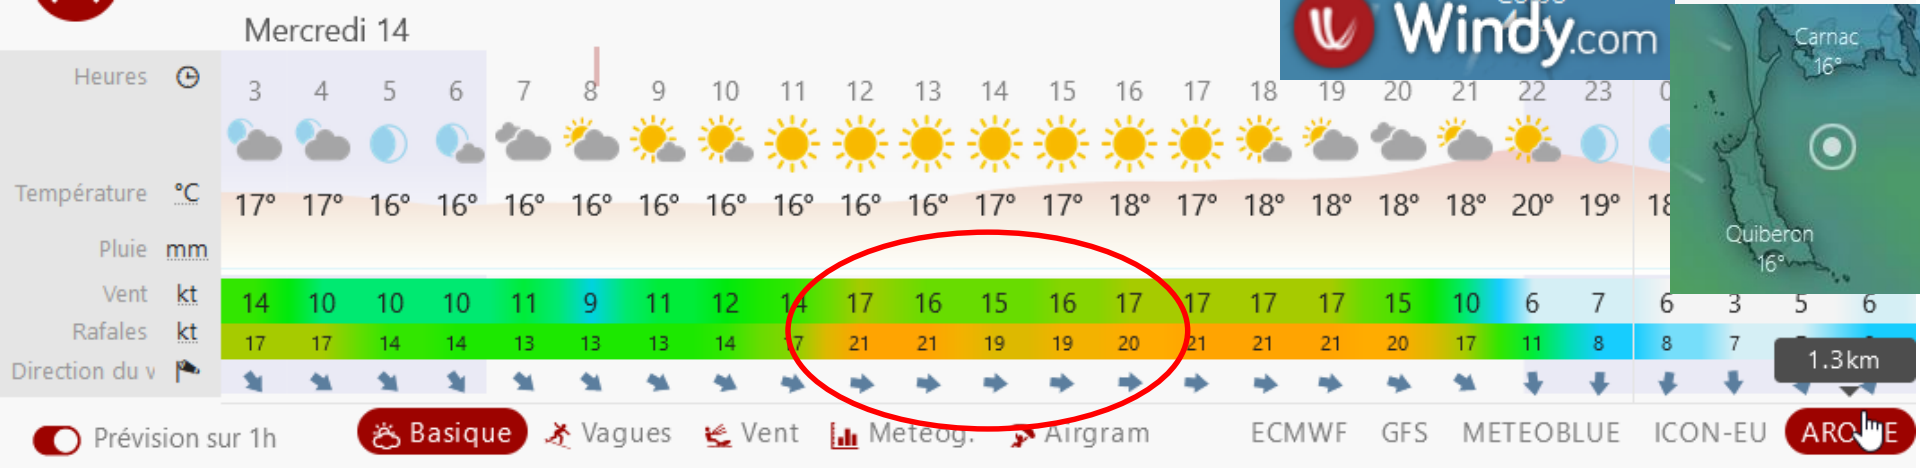 Mercredi 14
Windy.com
Carnac
16°
Quiberon
16°
Heures 3 4 5 6 7 8 9 10 11 12 13 14 15 16 17 18 19 20 21 22 23
Température °C 17° 17° 16° 16° 16° 16° 16° 16° 16° 16° 16° 17° 17° 18° 17° 18° 18° 18° 18° 20° 19° 18
Pluie mm
Vent kt 14 10 10 10 11 9 11 12 14 17 16 15 16 17 17 17 17 15 10 6 7 6 3 5 6
Rafales kt 17 17 14 14 13 13 13 14 17 21 21 19 19 20 21 21 21 20 17 11 8 8 7
Direction du v
1.3km
Prévision sur 1h Basique Vagues Vent Météog. Airgram ECMWF GFS METEOBLUE ICON-EU